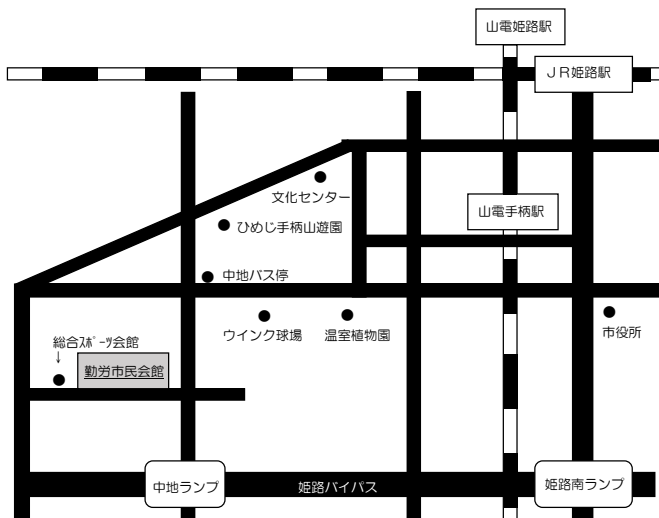 山電姫路駅
ＪＲ姫路駅
文化センター
山電手柄駅
ひめじ手柄山遊園
中地バス停
ウインク球場
温室植物園
市役所
総合ｽﾎﾟｰﾂ会館
↓
勤労市民会館
中地ランプ
姫路バイパス
姫路南ランプ